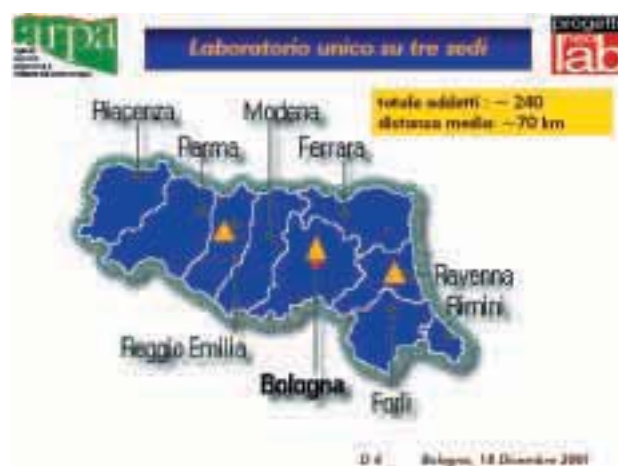 arpa
Laboratorio unico su tre sedi
progetto
lab
totale addetti : ~ 240
distanza media: ~70 km
Piacenza
Modena
Parma
Ferrara
Ravenna
Rimini
Reggio Emilia
Bologna
Forlì
Bologna, 18 Dicembre 2001